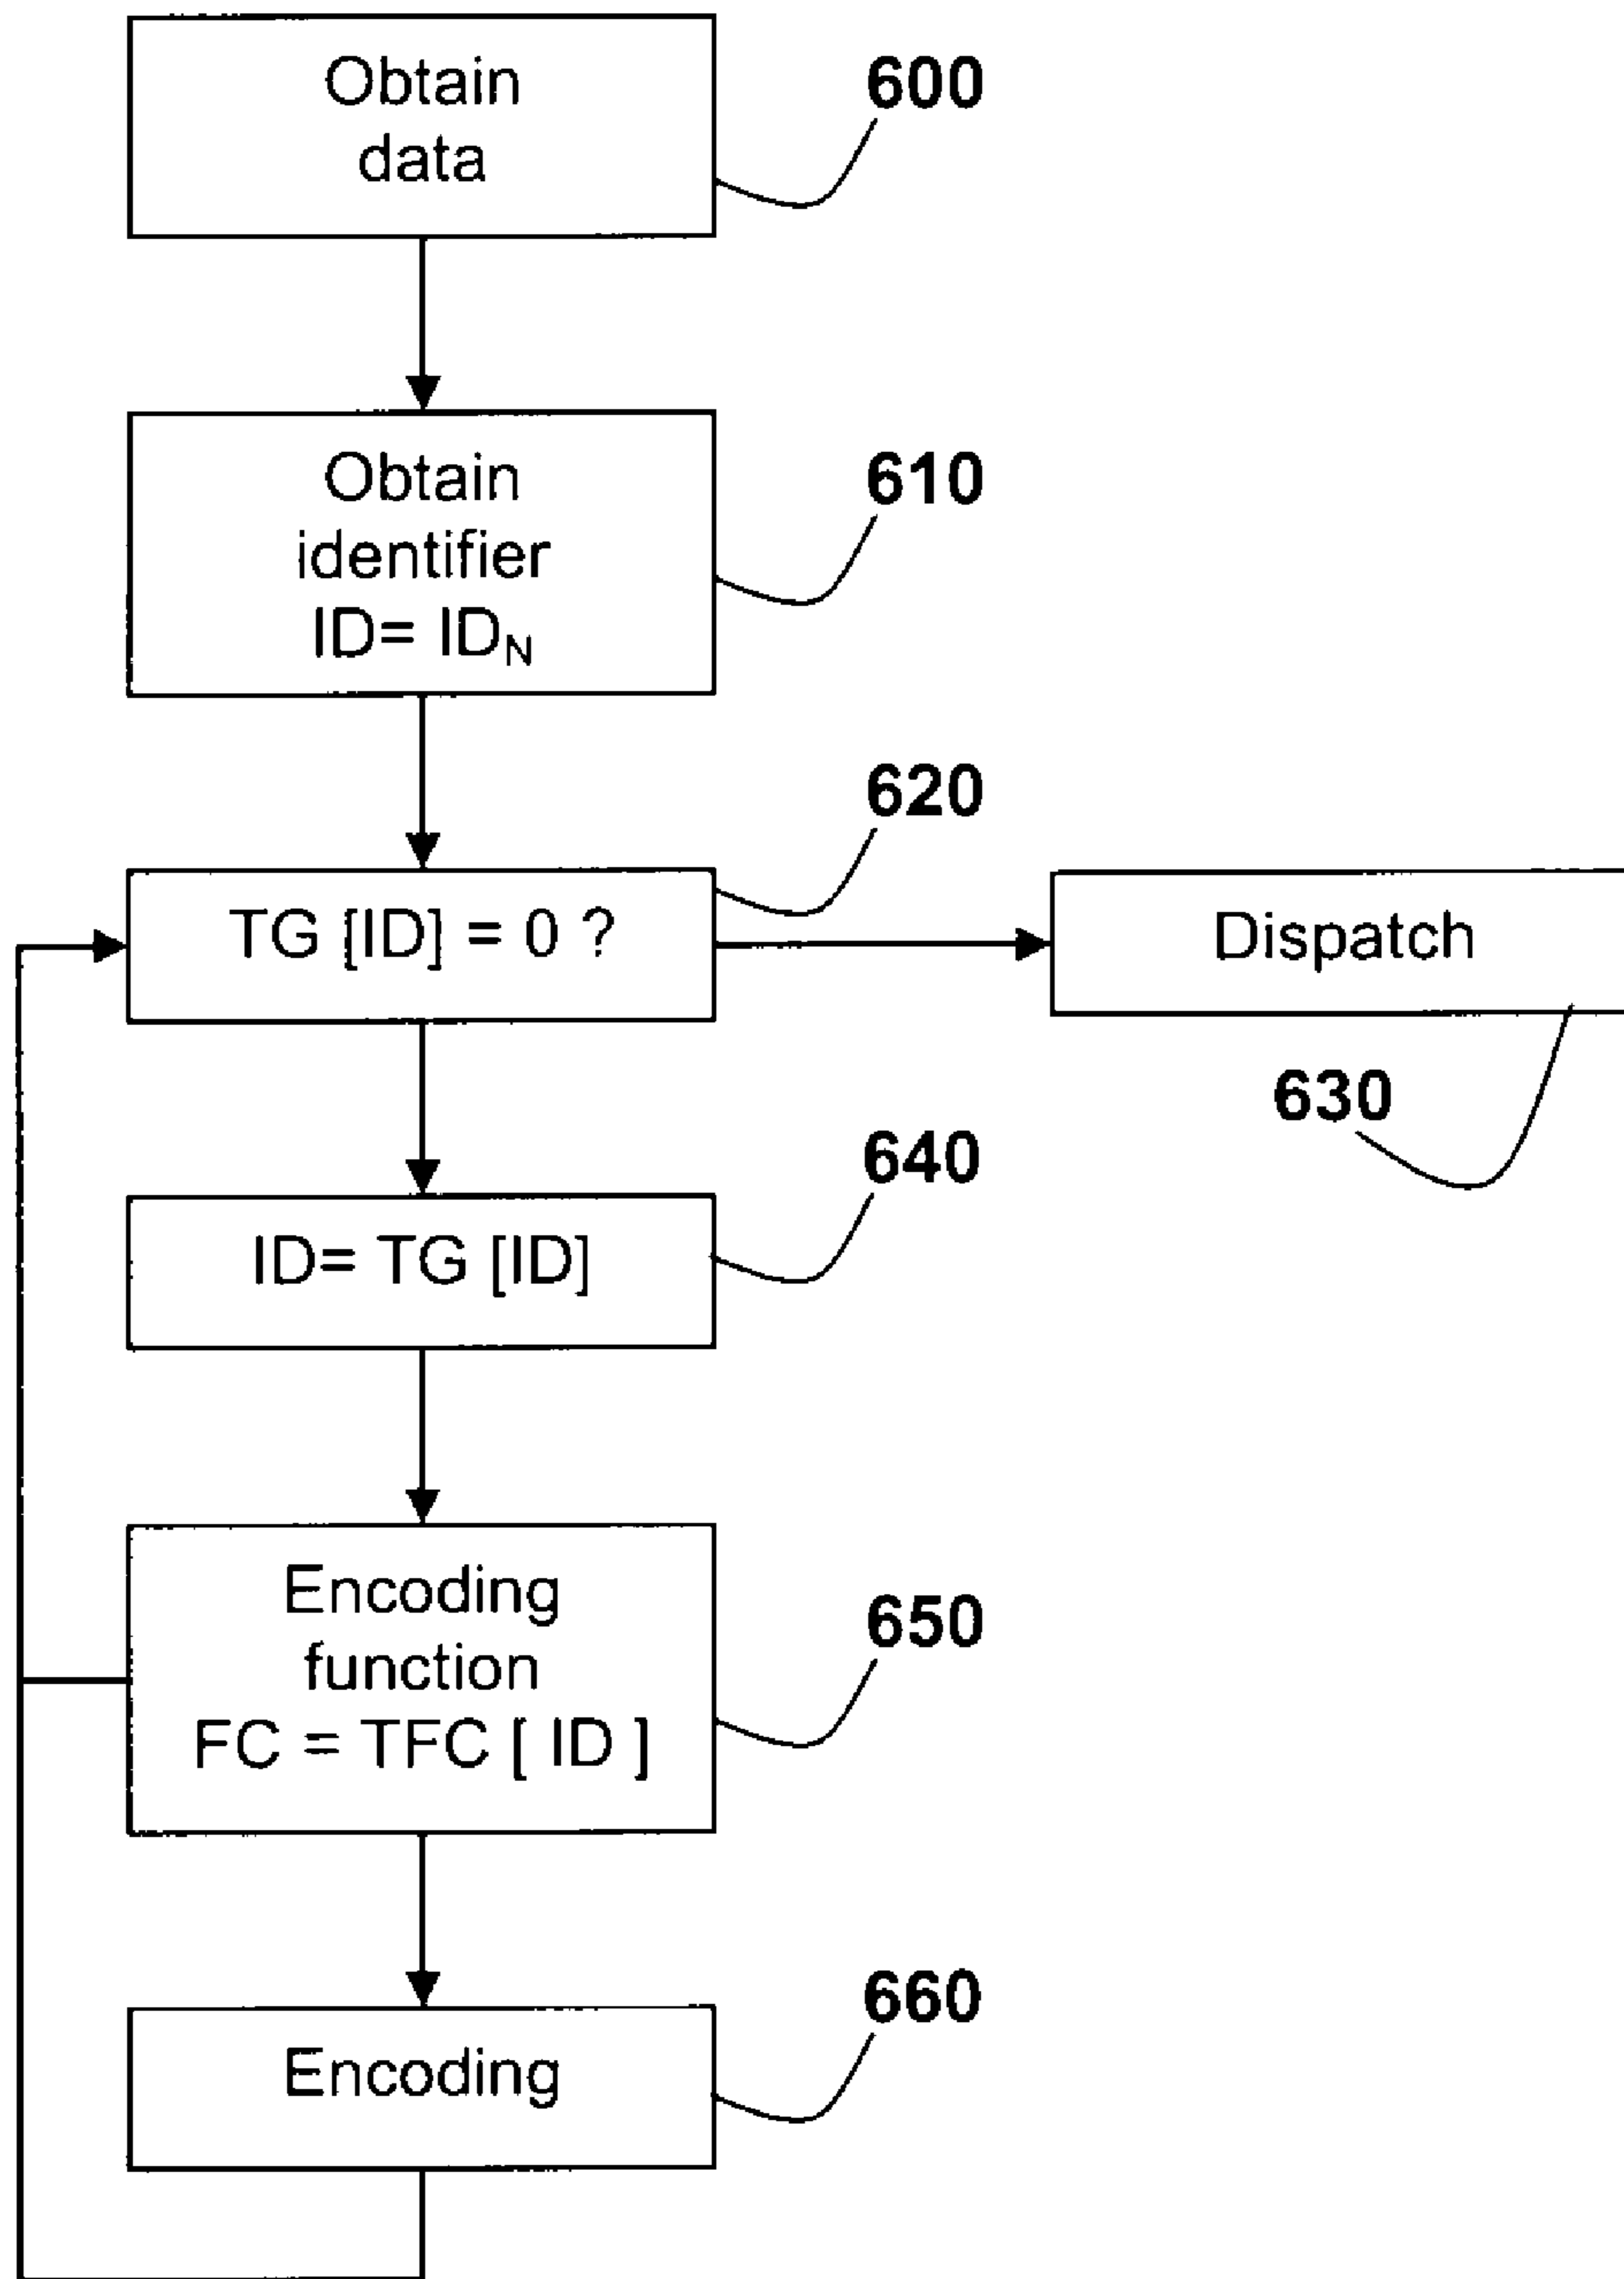 Obtain
data
600
Obtain
identifier
ID= IDN
610
620
TG [ID] = 0 ?
Dispatch
630
640
ID= TG [ID]
Encoding
function
FC = TFC [ ID ]
650
660
Encoding